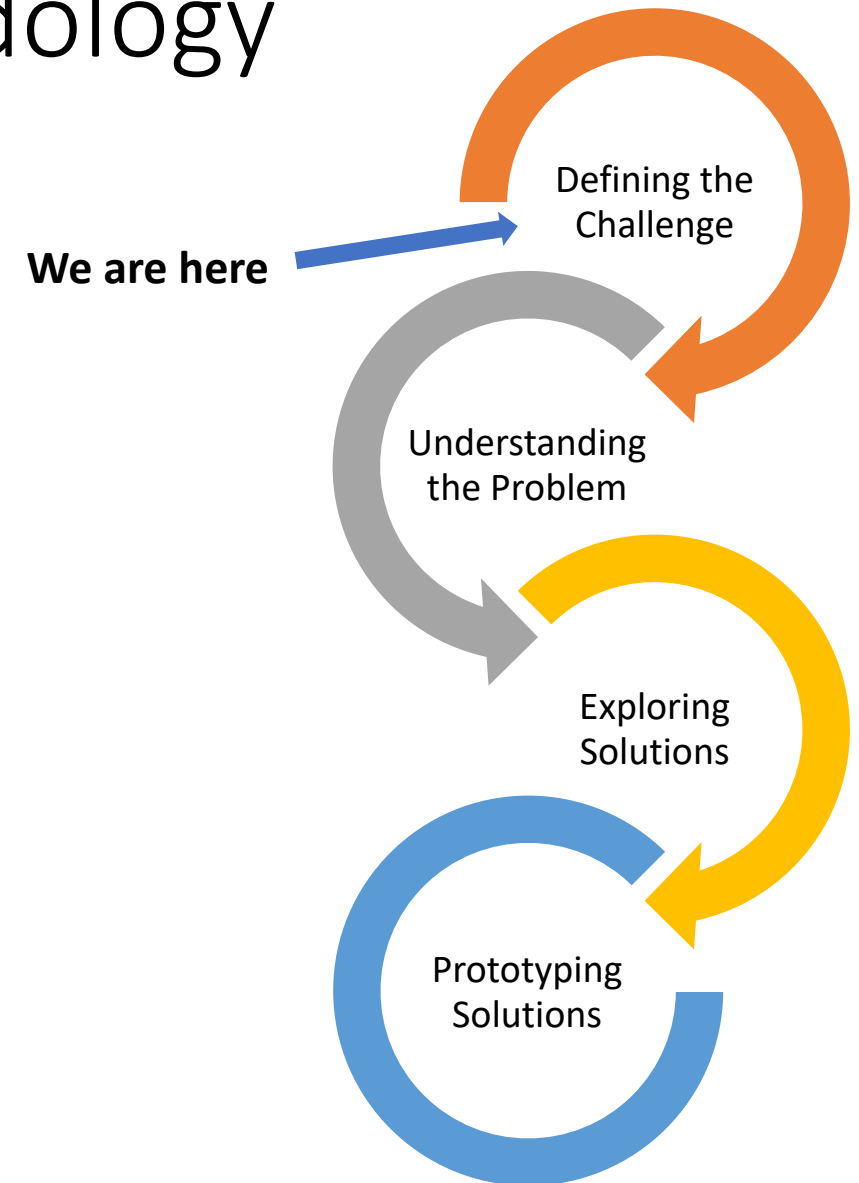 dology
Defining the
Challenge
We are here
Understanding
the Problem
Exploring
Solutions
Prototyping
Solutions